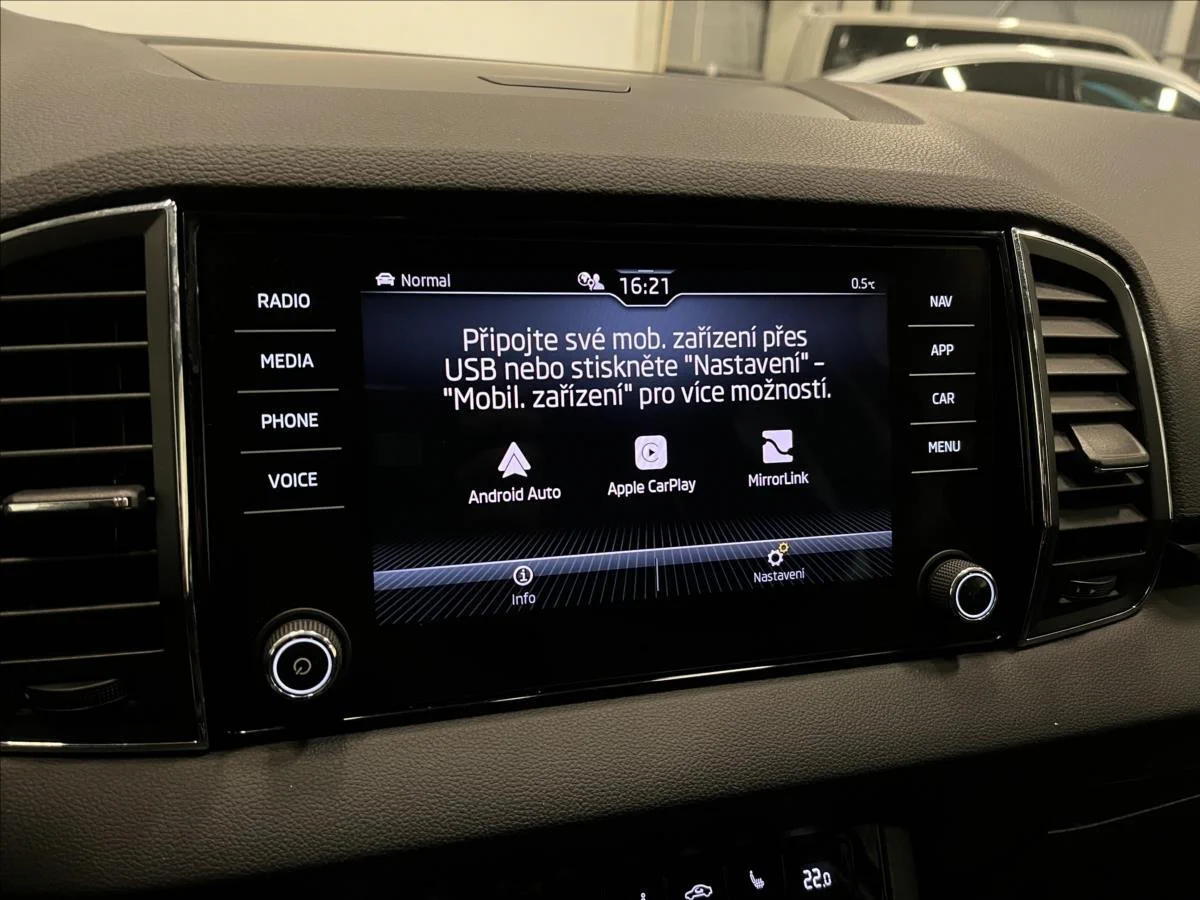 Normal
16:21
0.5°C
RADIO
MEDIA
PHONE
VOICE
Připojte své mob. zařízení přes
USB nebo stiskněte "Nastavení" –
"Mobil. zařízení" pro více možností.
Android Auto
Apple CarPlay
MirrorLink
Info
Nastavení
NAV
APP
CAR
MENU
22.0